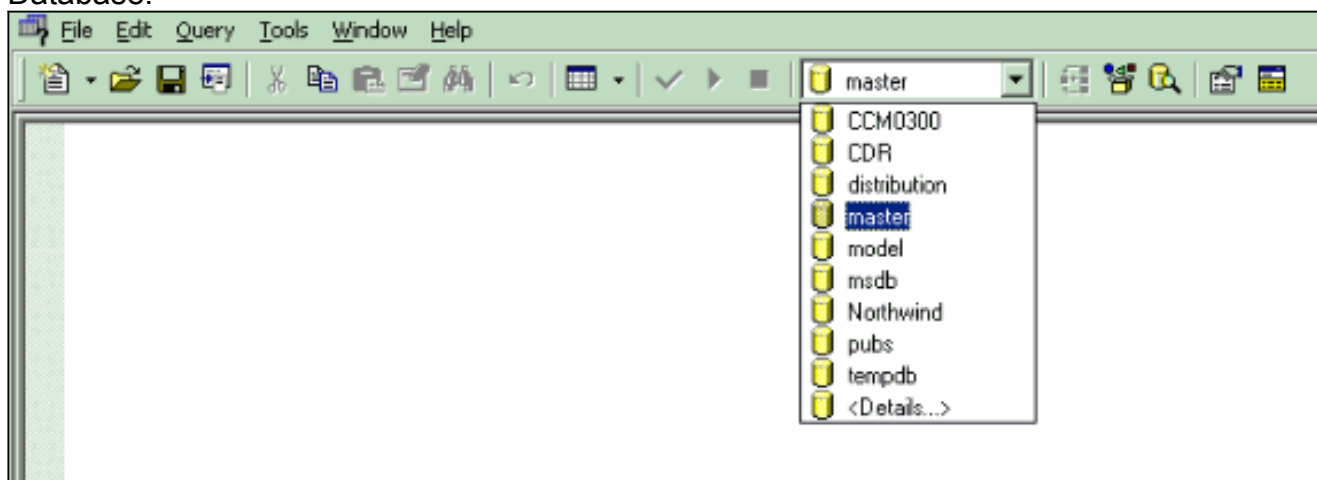 Database.
File Edit Query Tools Window Help
master
CCM0300
CDR
distribution
master
model
msdb
Northwind
pubs
tempdb
<Details...>